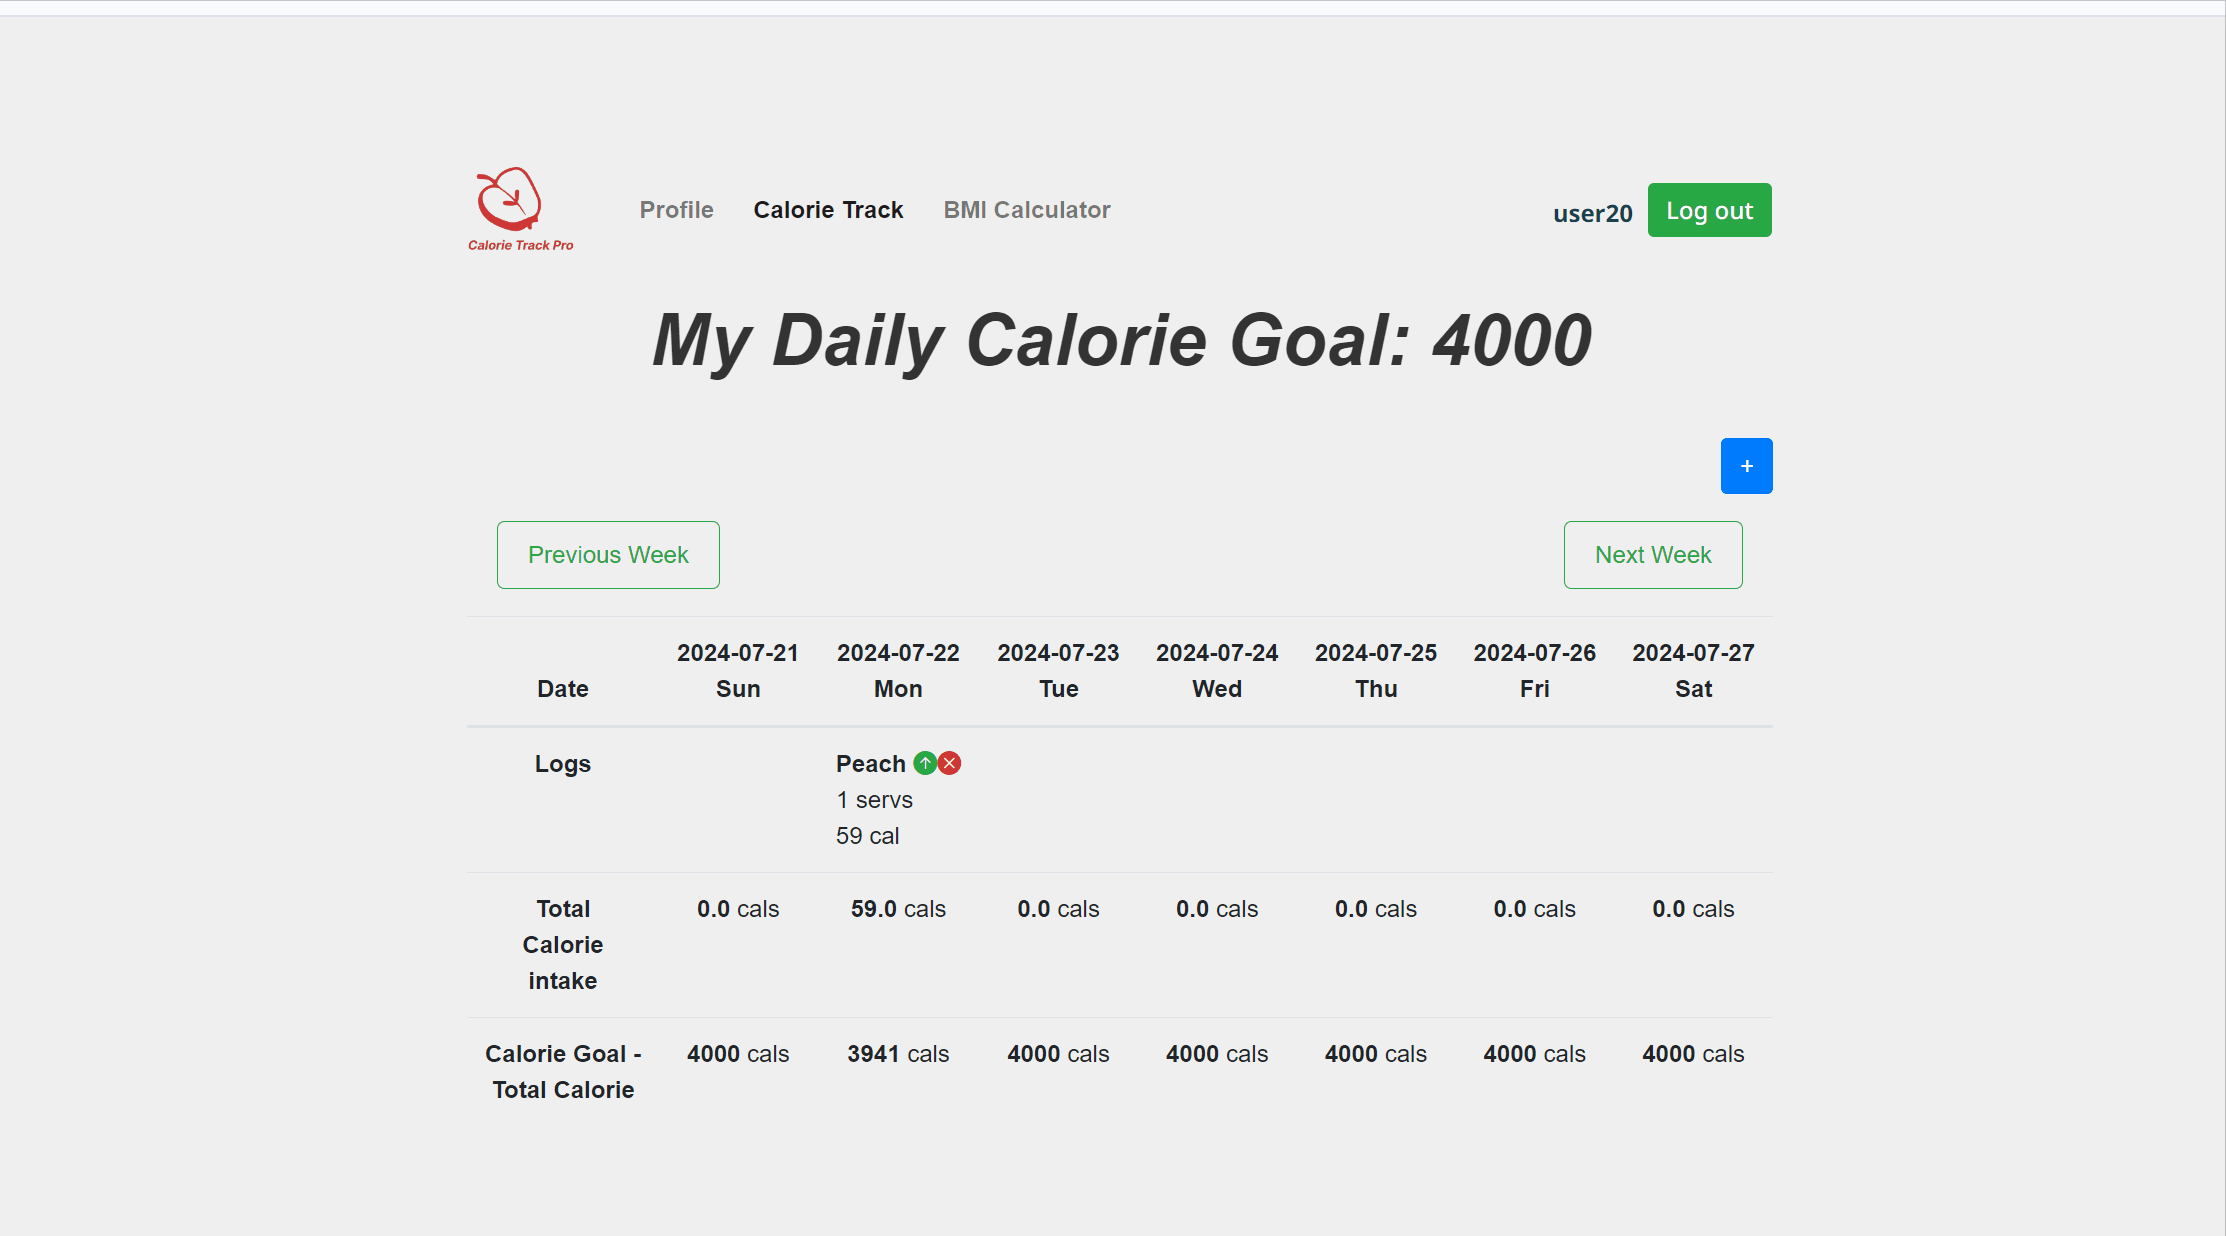 Calorie Track Pro
Profile Calorie Track BMI Calculator user20 Log out
My Daily Calorie Goal: 4000
+
Previous Week Next Week
2024-07-21 2024-07-22 2024-07-23 2024-07-24 2024-07-25 2024-07-26 2024-07-27
Date Sun Mon Tue Wed Thu Fri Sat
Logs Peach
1 servs
59 cal
Total 0.0 cals 59.0 cals 0.0 cals 0.0 cals 0.0 cals 0.0 cals 0.0 cals
Calorie
intake
Calorie Goal - 4000 cals 3941 cals 4000 cals 4000 cals 4000 cals 4000 cals 4000 cals
Total Calorie